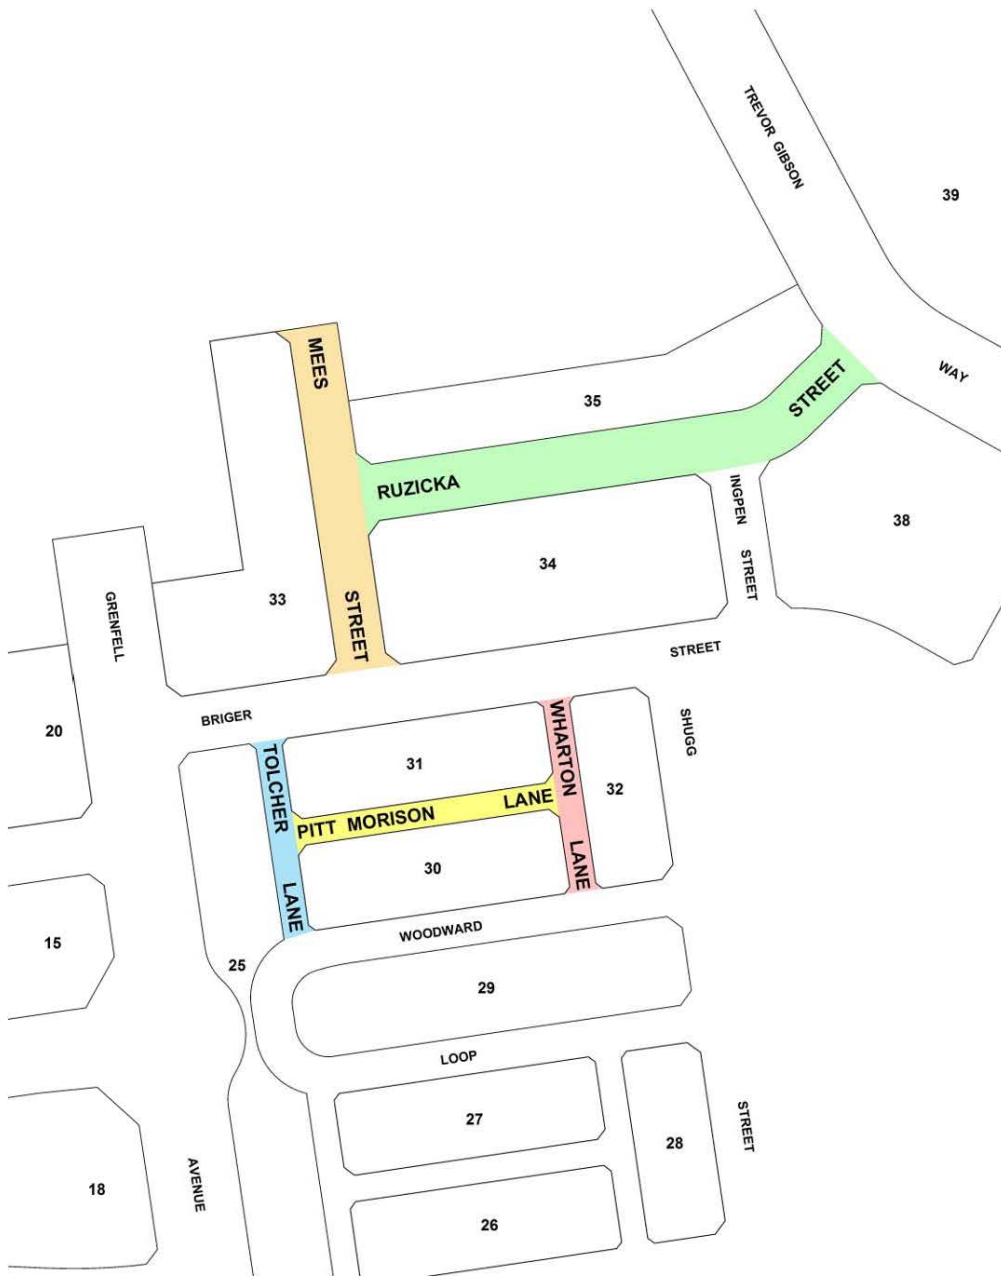 TREVOR GIBSON
39
WAY
MEES
35
STREET
RUZICKA
INGPEN
38
34
STREET
GRENFELL
33
STREET
STREET
BRIGER
20
WHARTON
SHUGG
TOLCHER
31
32
LANE
PITT MORISON
LANE
30
LANE
WOODWARD
15
25
29
LOOP
27
STREET
28
18
AVENUE
26